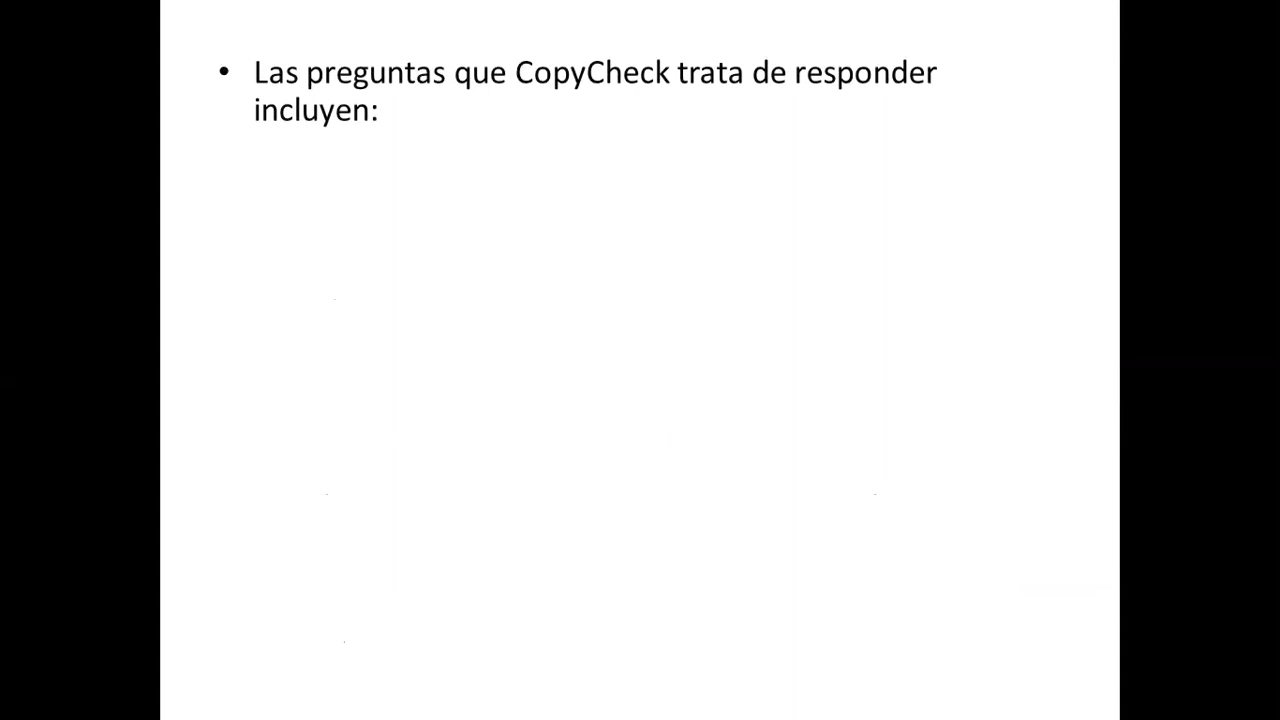 • Las preguntas que CopyCheck trata de responder
incluyen: